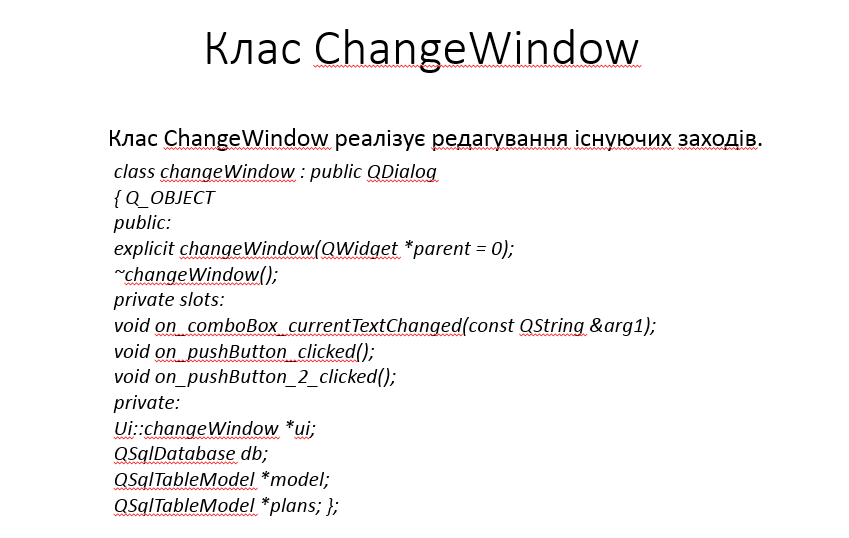 Клас ChangeWindow
Клас ChangeWindow реалізує редагування існуючих заходів.
class changeWindow : public QDialog
{ Q_OBJECT
public:
explicit changeWindow(QWidget *parent = 0);
~changeWindow();
private slots:
void on_comboBox_currentTextChanged(const QString &arg1);
void on_pushButton_clicked();
void on_pushButton_2_clicked();
private:
Ui::changeWindow *ui;
QSqlDatabase db;
QSqlTableModel *model;
QSqlTableModel *plans; };